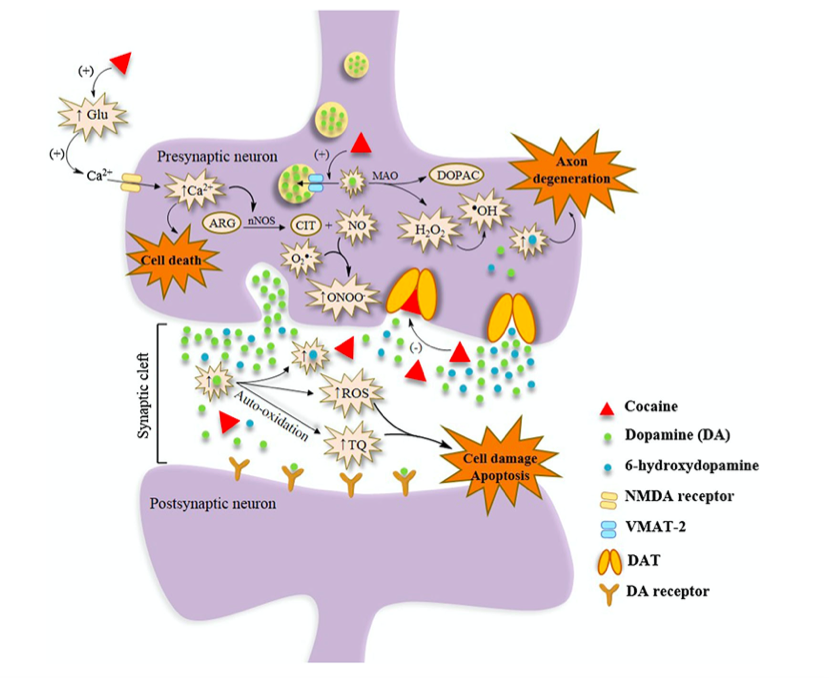 (+)
↑ Glu
(+)
Ca²⁺
Presynaptic neuron
↑Ca²⁺
(+)
MAO
DOPAC
Axon
degeneration
ARG
nNOS
CIT
+
NO
H₂O₂
•OH
↑
Cell death
O₂•-
↑ONOO⁻
(-)
Synaptic cleft
↑
↑
Auto-oxidation
↑ROS
↑TQ
Cell damage
Apoptosis
Postsynaptic neuron
Cocaine
Dopamine (DA)
6-hydroxydopamine
NMDA receptor
VMAT-2
DAT
DA receptor